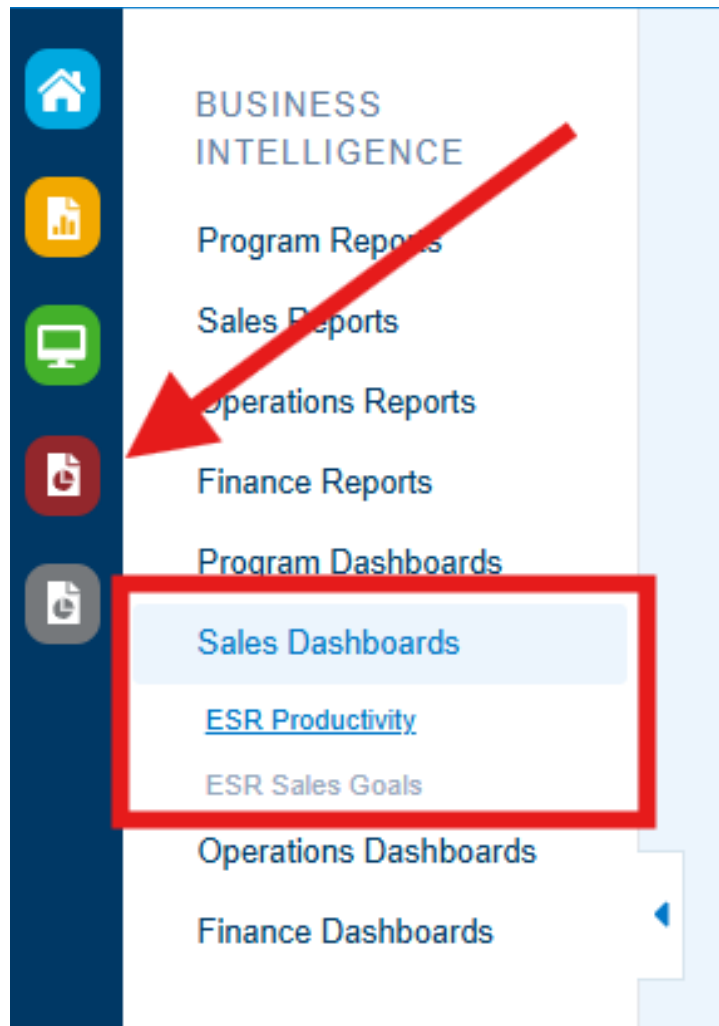 BUSINESS
INTELLIGENCE
Program Reports
Sales Reports
Operations Reports
Finance Reports
Program Dashboards
Sales Dashboards
ESR Productivity
ESR Sales Goals
Operations Dashboards
Finance Dashboards